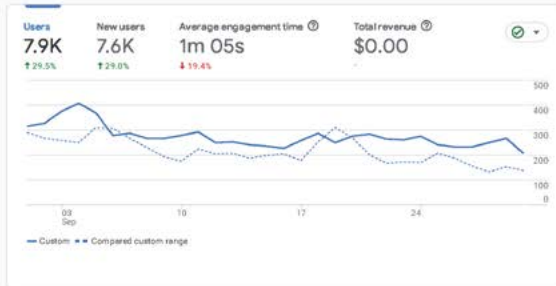 Users New users Average engagement time Total revenue
7.9K 7.6K 1m 05s $0.00
↑ 29.5% ↑ 29.0% ↓ 19.4% -
500
400
300
200
100
0
03 10 17 24
Sep
Custom Compared custom range